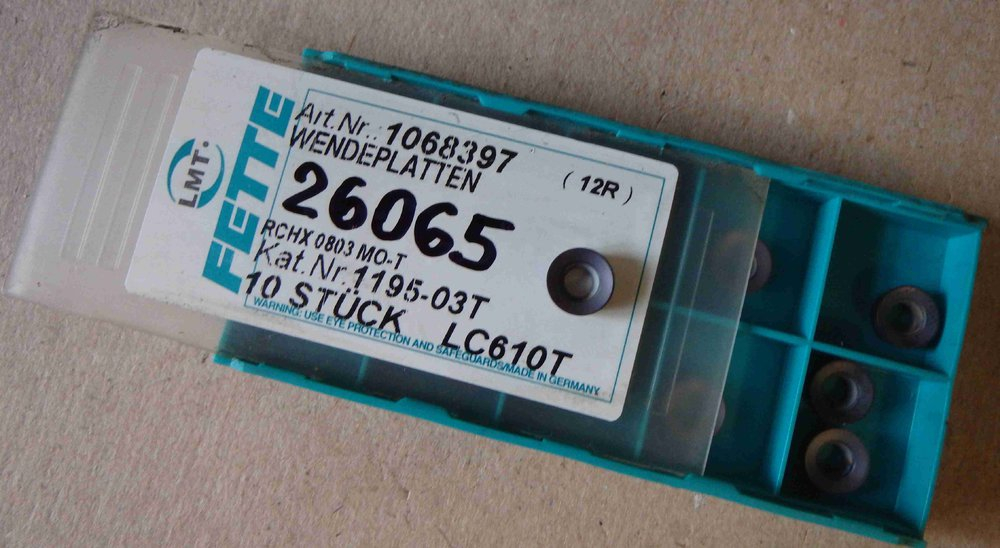 LMT.
FETTE
Art.Nr.: 1068397
WENDEPLATTEN
(12R)
26065
RCHX 0803 MO-T
Kat.Nr.1195-03T
10 STÜCK LC610T
WARNING: USE EYE PROTECTION AND SAFEGUARDS/MADE IN GERMANY